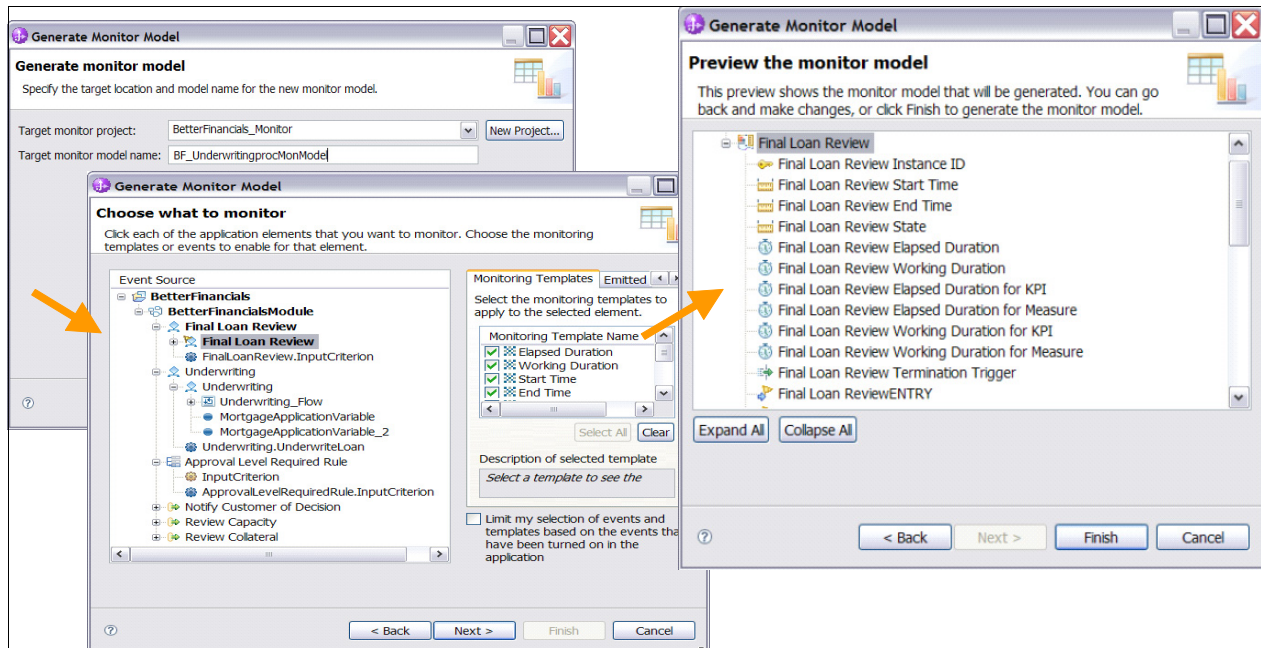 Generate Monitor Model
Generate monitor model
Specify the target location and model name for the new monitor model.
Target monitor project:
BetterFinancials_Monitor
New Project...
Target monitor model name:
BF_UnderwritingprocMonModel
Generate Monitor Model
Choose what to monitor
Click each of the application elements that you want to monitor. Choose the monitoring
templates or events to enable for that element.
Event Source
BetterFinancials
BetterFinancialsModule
Final Loan Review
Final Loan Review
FinalLoanReview.InputCriterion
Underwriting
Underwriting
Underwriting_Flow
MortgageApplicationVariable
MortgageApplicationVariable_2
Underwriting.UnderwriteLoan
Approval Level Required Rule
InputCriterion
ApprovalLevelRequiredRule.InputCriterion
Notify Customer of Decision
Review Capacity
Review Collateral
Monitoring Templates
Emitted
Select the monitoring templates to
apply to the selected element.
Monitoring Template Name
Elapsed Duration
Working Duration
Start Time
End Time
Select All
Clear
Description of selected template
Select a template to see the
Limit my selection of events and
templates based on the events tha
have been turned on in the
application
< Back
Next >
Finish
Cancel
Generate Monitor Model
Preview the monitor model
This preview shows the monitor model that will be generated. You can go
back and make changes, or click Finish to generate the monitor model.
Final Loan Review
Final Loan Review Instance ID
Final Loan Review Start Time
Final Loan Review End Time
Final Loan Review State
Final Loan Review Elapsed Duration
Final Loan Review Working Duration
Final Loan Review Elapsed Duration for KPI
Final Loan Review Elapsed Duration for Measure
Final Loan Review Working Duration for KPI
Final Loan Review Working Duration for Measure
Final Loan Review Termination Trigger
Final Loan ReviewENTRY
Expand All
Collapse All
< Back
Next >
Finish
Cancel